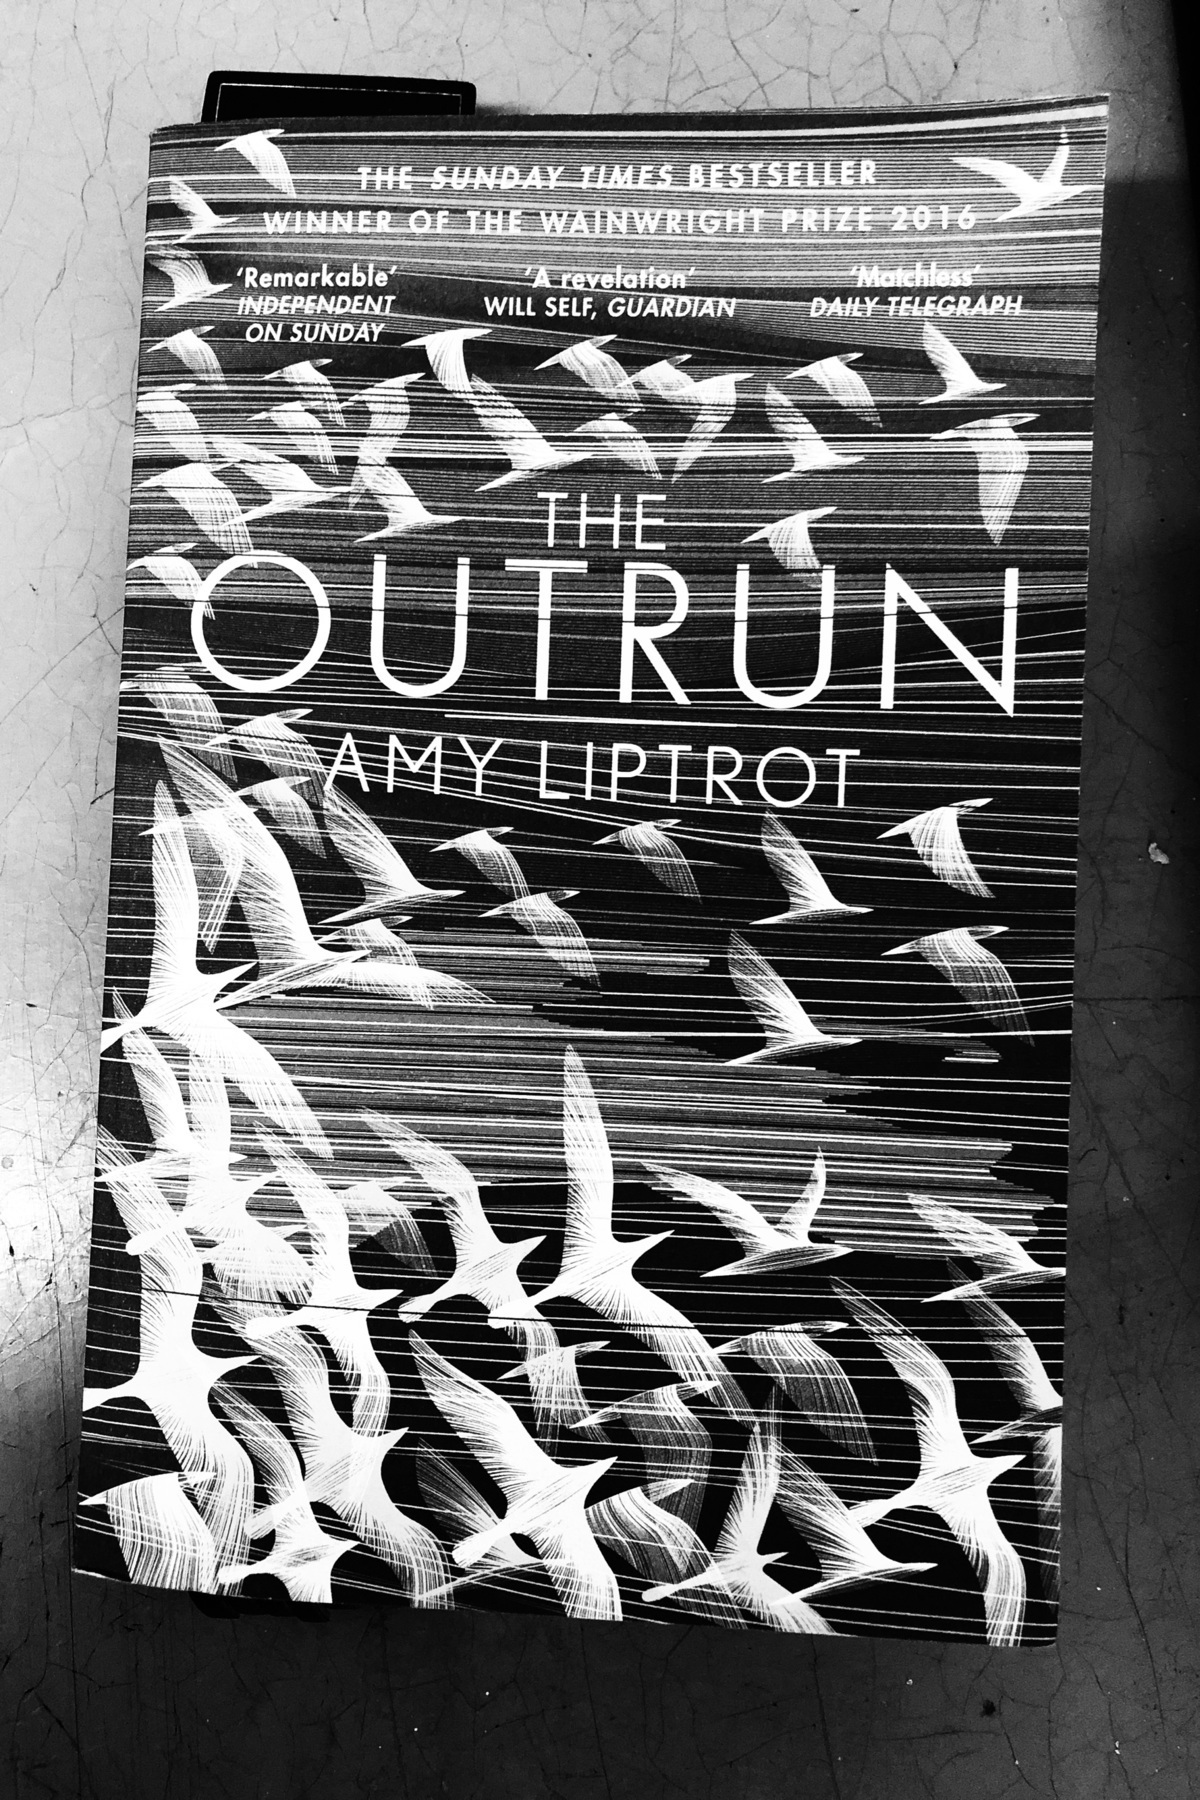 THE SUNDAY TIMES BESTSELLER
WINNER OF THE WAINWRIGHT PRIZE 2016
‘Remarkable’
INDEPENDENT
ON SUNDAY
‘A revelation’
WILL SELF, GUARDIAN
‘Matchless’
DAILY TELEGRAPH
THE
OUTRUN
AMY LIPTROT